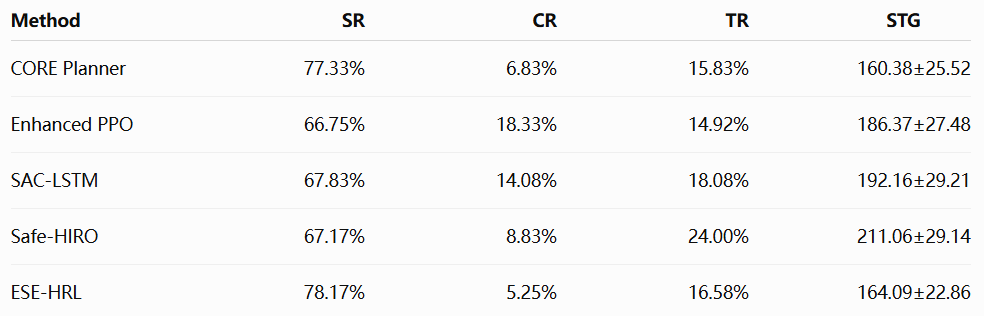 Method SR CR TR STG
CORE Planner 77.33% 6.83% 15.83% 160.38±25.52
Enhanced PPO 66.75% 18.33% 14.92% 186.37±27.48
SAC-LSTM 67.83% 14.08% 18.08% 192.16±29.21
Safe-HIRO 67.17% 8.83% 24.00% 211.06±29.14
ESE-HRL 78.17% 5.25% 16.58% 164.09±22.86